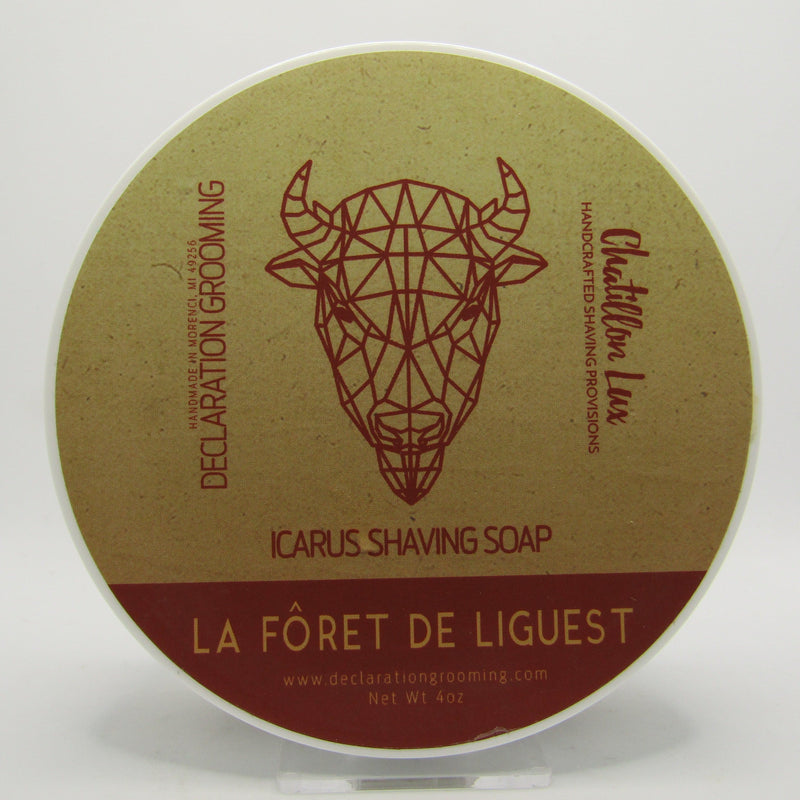 HANDMADE IN MORENCI, MI 49256
DECLARATION GROOMING
Chatillon Lux
HANDCRAFTED SHAVING PROVISIONS
ICARUS SHAVING SOAP
LA FÔRET DE LIGUEST
www.declarationgrooming.com
Net Wt 4oz